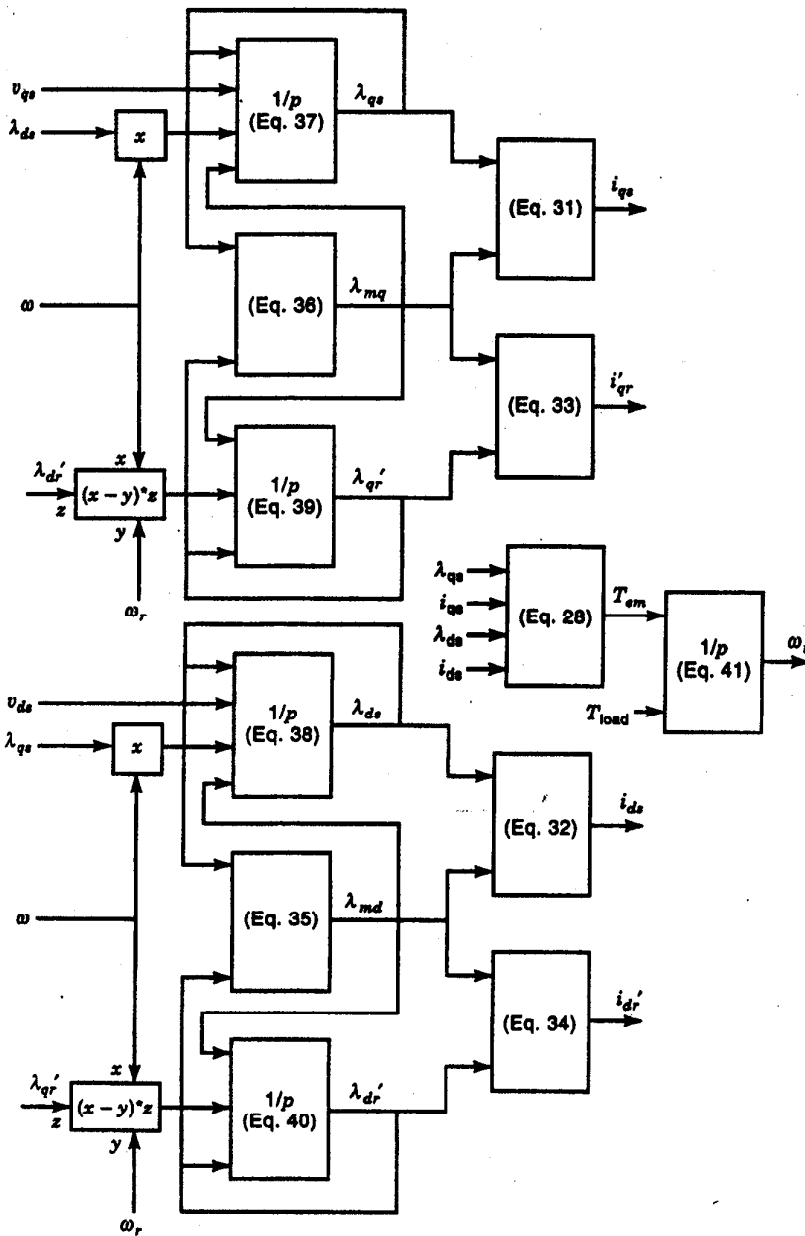 v_qs
λ_ds
x
1/p
(Eq. 37)
λ_qs
(Eq. 31)
i_qs
ω
(Eq. 36)
λ_mq
(Eq. 33)
i'_qr
λ_dr'
z
x
(x − y)*z
y
ω_r
1/p
(Eq. 39)
λ_qr'
λ_qs
i_qs
λ_ds
i_ds
(Eq. 28)
T_em
T_load
1/p
(Eq. 41)
v_ds
λ_qs
x
1/p
(Eq. 38)
λ_ds
(Eq. 32)
i_ds
ω
(Eq. 35)
λ_md
(Eq. 34)
i_dr'
λ_qr'
z
x
(x − y)*z
y
ω_r
1/p
(Eq. 40)
λ_dr'